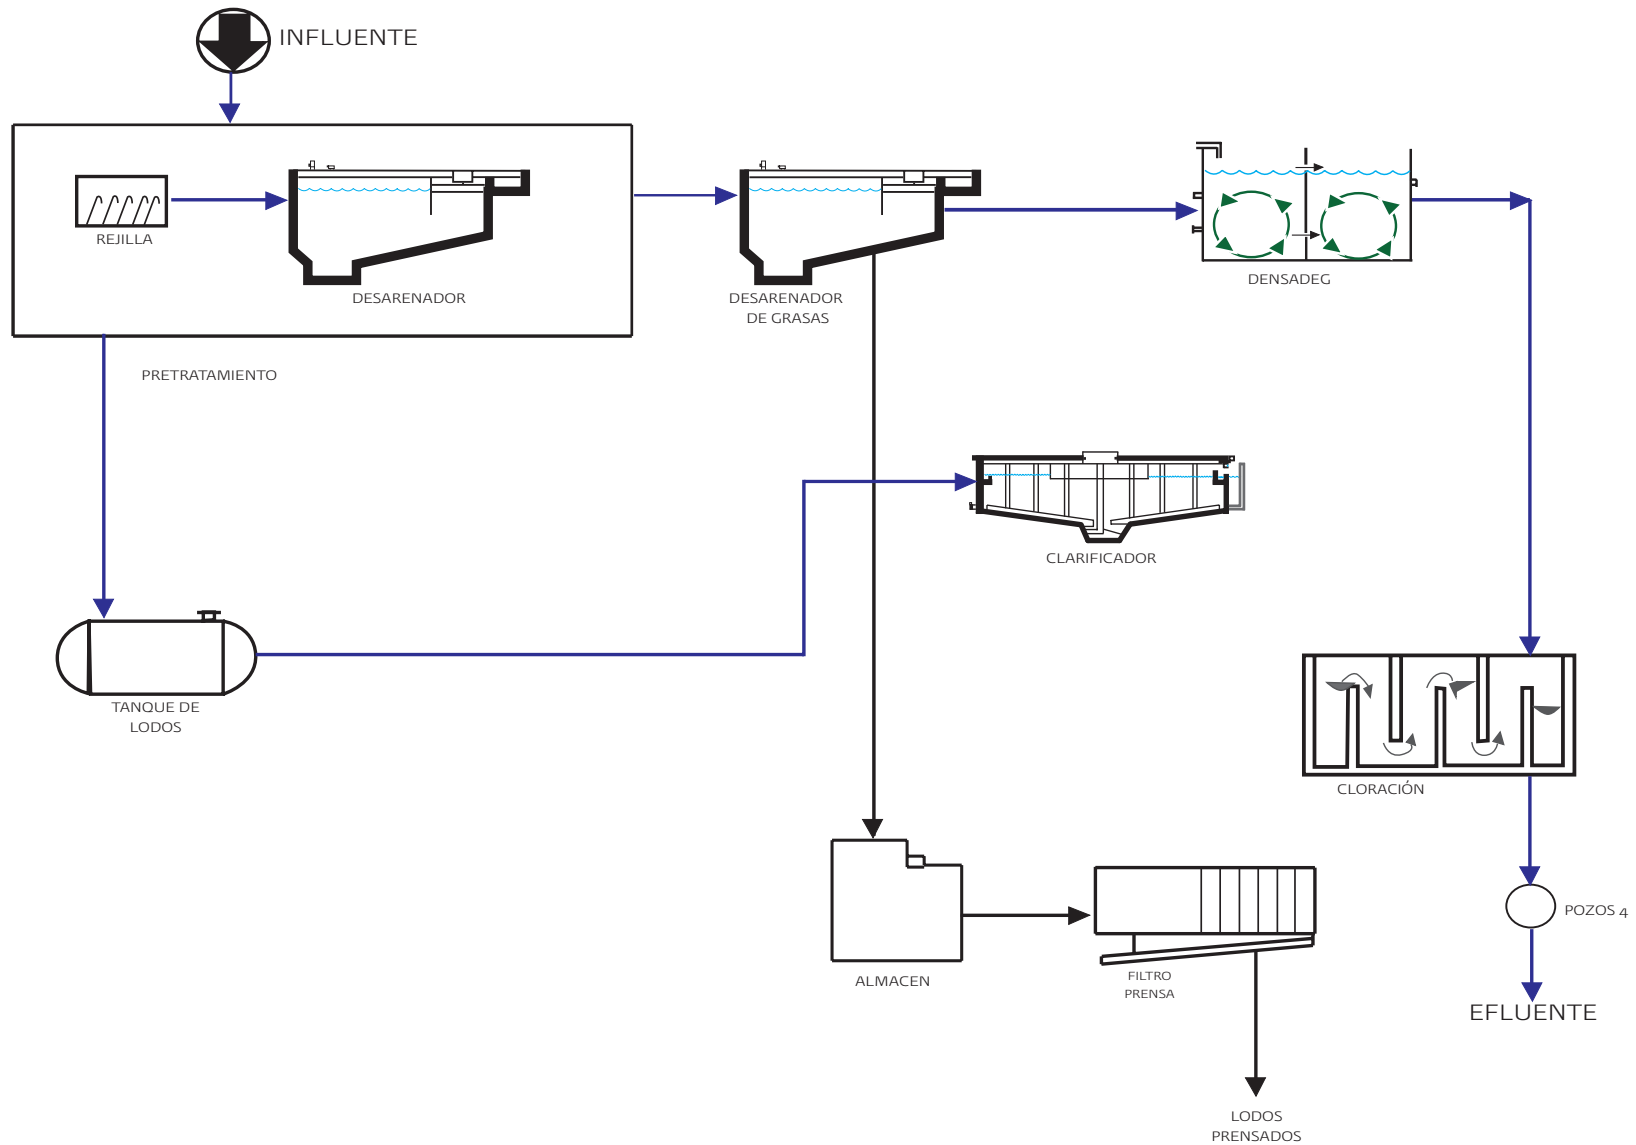 INFLUENTE
REJILLA
DESARENADOR
DESARENADOR
DE GRASAS
DENSADEG
PRETRATAMIENTO
CLARIFICADOR
TANQUE DE
LODOS
CLORACIÓN
POZOS 4
ALMACEN
FILTRO
PRENSA
EFLUENTE
LODOS
PRENSADOS